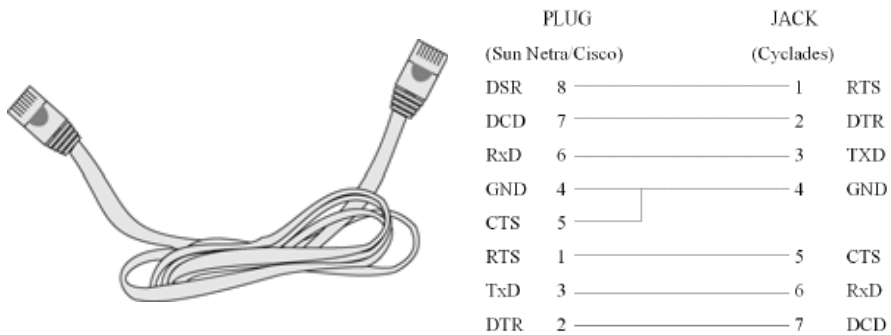 PLUG JACK
(Sun Netra/Cisco) (Cyclades)
DSR 8 1 RTS
DCD 7 2 DTR
RxD 6 3 TXD
GND 4 4 GND
CTS 5
RTS 1 5 CTS
TxD 3 6 RxD
DTR 2 7 DCD